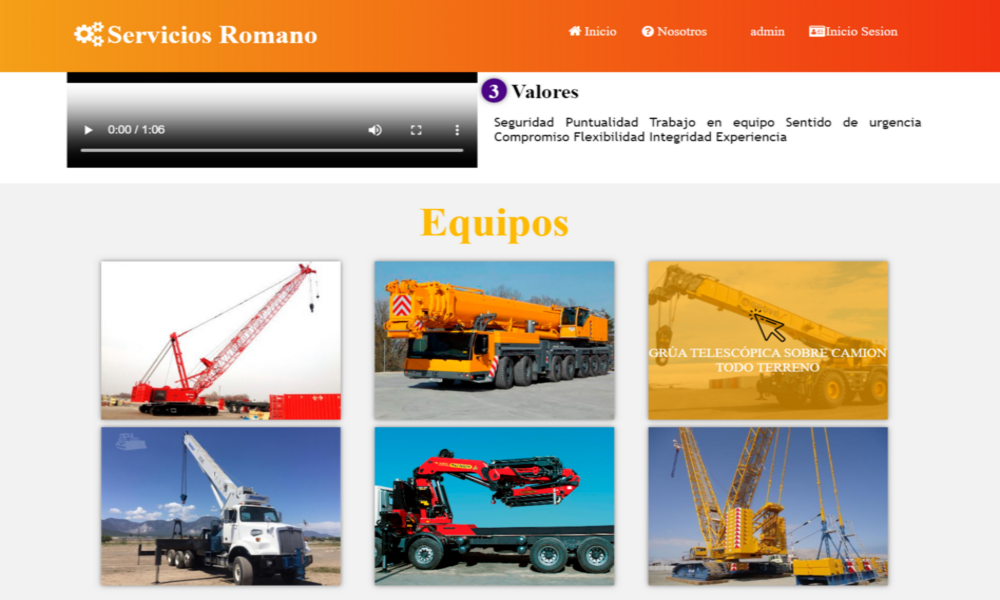 Servicios Romano
Inicio
Nosotros
admin
Inicio Sesion
0:00 / 1:06
3 Valores
Seguridad Puntualidad Trabajo en equipo Sentido de urgencia
Compromiso Flexibilidad Integridad Experiencia
Equipos
GRÚA TELESCÓPICA SOBRE CAMION
TODO TERRENO